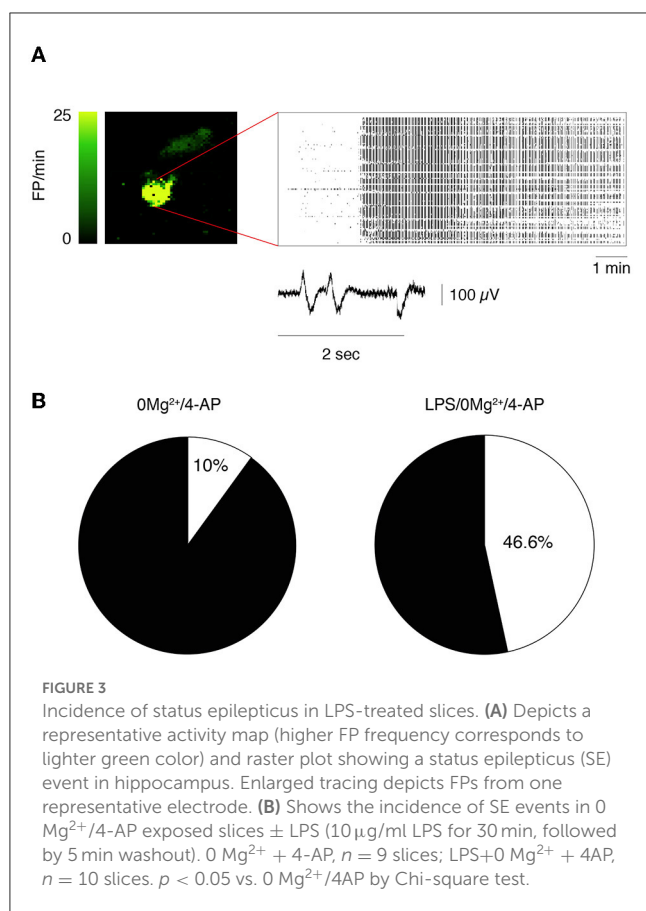 A
25
FP/min
0
1 min
100 µV
2 sec
B
0Mg²⁺/4-AP
LPS/0Mg²⁺/4-AP
10%
46.6%
FIGURE 3
Incidence of status epilepticus in LPS-treated slices. (A) Depicts a
representative activity map (higher FP frequency corresponds to
lighter green color) and raster plot showing a status epilepticus (SE)
event in hippocampus. Enlarged tracing depicts FPs from one
representative electrode. (B) Shows the incidence of SE events in 0
Mg²⁺/4-AP exposed slices ± LPS (10 µg/ml LPS for 30 min, followed
by 5 min washout). 0 Mg²⁺ + 4-AP, n = 9 slices; LPS+0 Mg²⁺ + 4AP,
n = 10 slices. p < 0.05 vs. 0 Mg²⁺/4AP by Chi-square test.